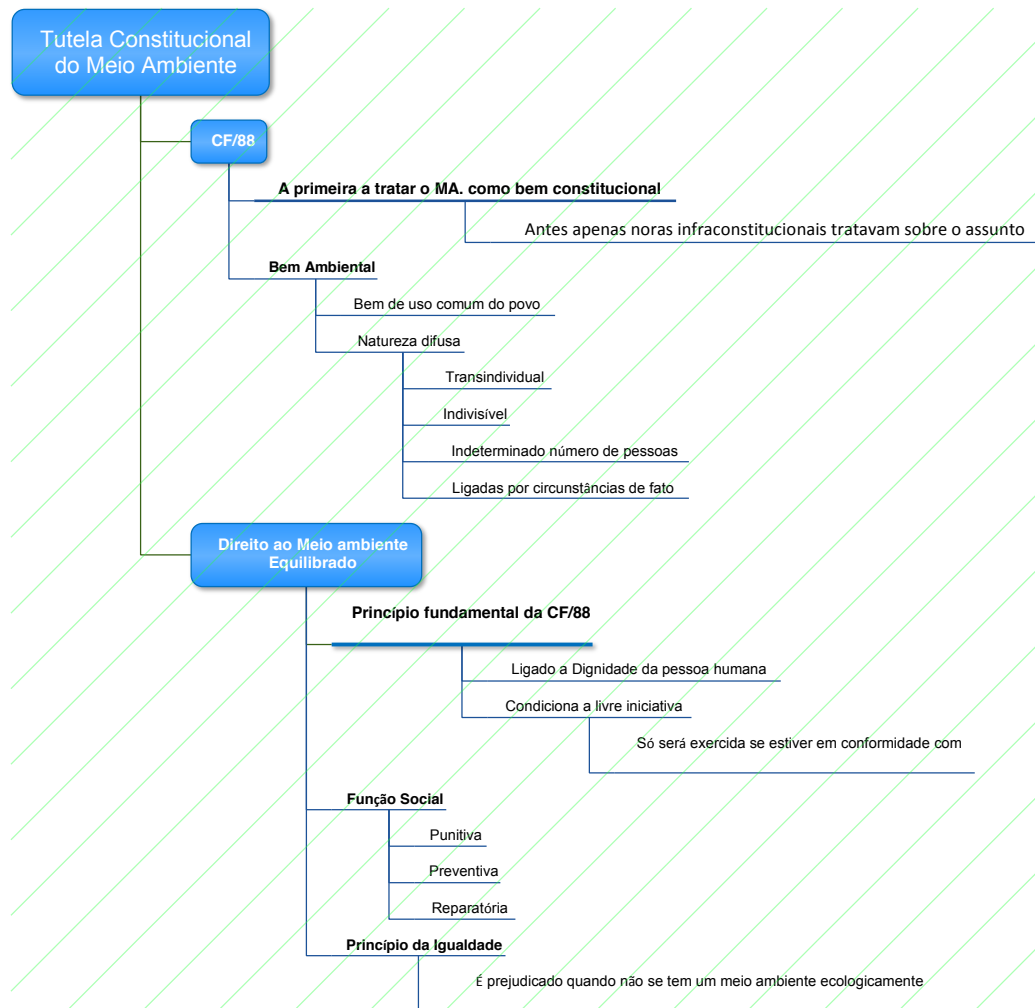 Tutela Constitucional
do Meio Ambiente
CF/88
A primeira a tratar o MA. como bem constitucional
Antes apenas noras infraconstitucionais tratavam sobre o assunto
Bem Ambiental
Bem de uso comum do povo
Natureza difusa
Transindividual
Indivisível
Indeterminado número de pessoas
Ligadas por circunstâncias de fato
Direito ao Meio ambiente
Equilibrado
Princípio fundamental da CF/88
Ligado a Dignidade da pessoa humana
Condiciona a livre iniciativa
Só será exercida se estiver em conformidade com
Função Social
Punitiva
Preventiva
Reparatória
Princípio da Igualdade
É prejudicado quando não se tem um meio ambiente ecologicamente